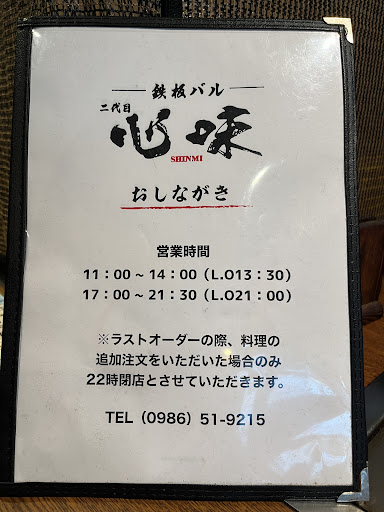 鉄板バル
二代目
心味
SHINMI
おしながき
営業時間
11：00 ~ 14：00（L.O13：30）
17：00 ~ 21：30（L.O21：00）
※ラストオーダーの際、料理の
追加注文をいただいた場合のみ
22時閉店とさせていただきます。
TEL（0986）51-9215